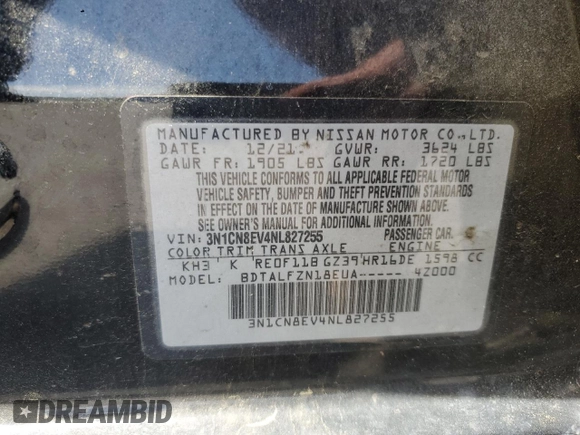 MANUFACTURED BY NISSAN MOTOR CO., LTD.
DATE: 12/21 GVWR: 3624 LBS
GAWR FR: 1905 LBS GAWR RR: 1720 LBS
THIS VEHICLE CONFORMS TO ALL APPLICABLE FEDERAL MOTOR
VEHICLE SAFETY, BUMPER AND THEFT PREVENTION STANDARDS
IN EFFECT ON THE DATE OF MANUFACTURE SHOWN ABOVE.
SEE OWNER'S MANUAL FOR ADDITIONAL INFORMATION.
VIN: 3N1CN8EV4NL827255 PASSENGER CAR
COLOR TRIM TRANS AXLE ENGINE
KH3 K RE0F11B GZ39 HR16DE 1598 CC
MODEL: BDTALFZN18EUA----- 4Z000
3N1CN8EV4NL827255
DREAMBID